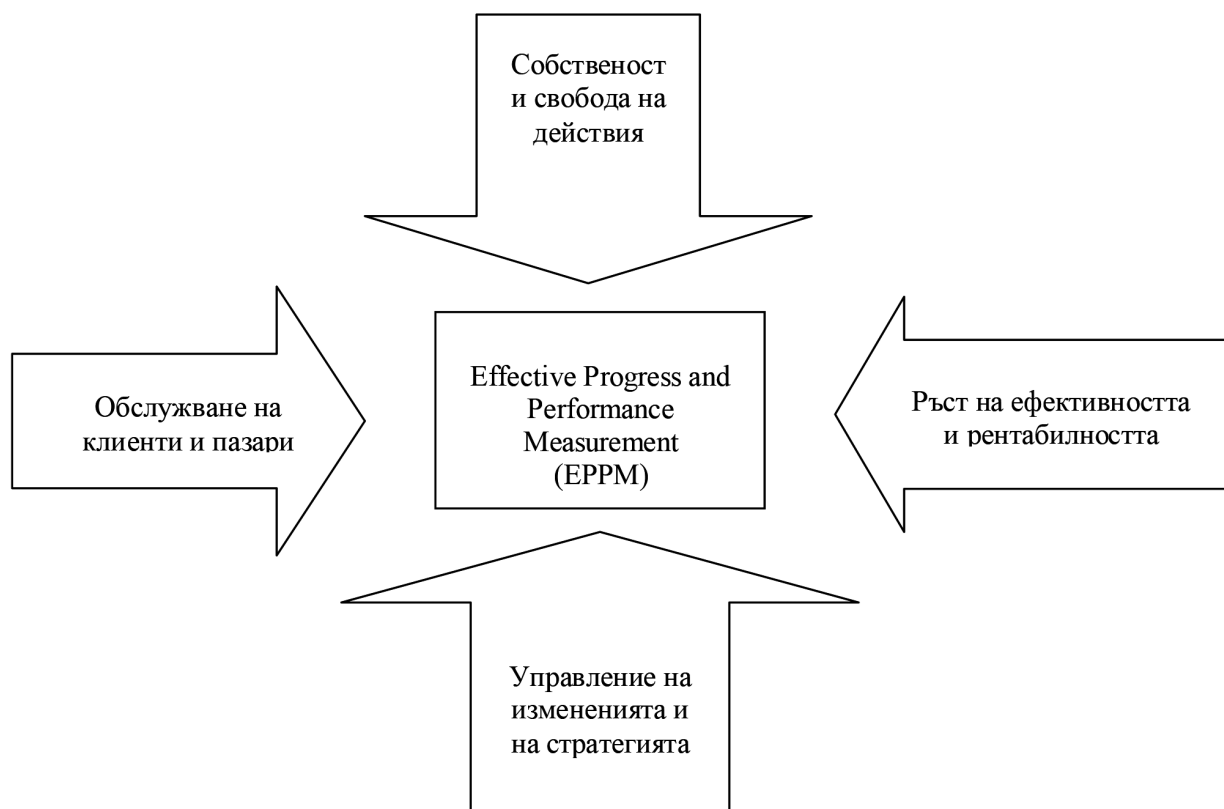 Собственост
и свобода на
действия
Обслужване на
клиенти и пазари
Effective Progress and
Performance
Measurement
(EPPM)
Ръст на ефективността
и рентабилността
Управление на
измененията и
на стратегията